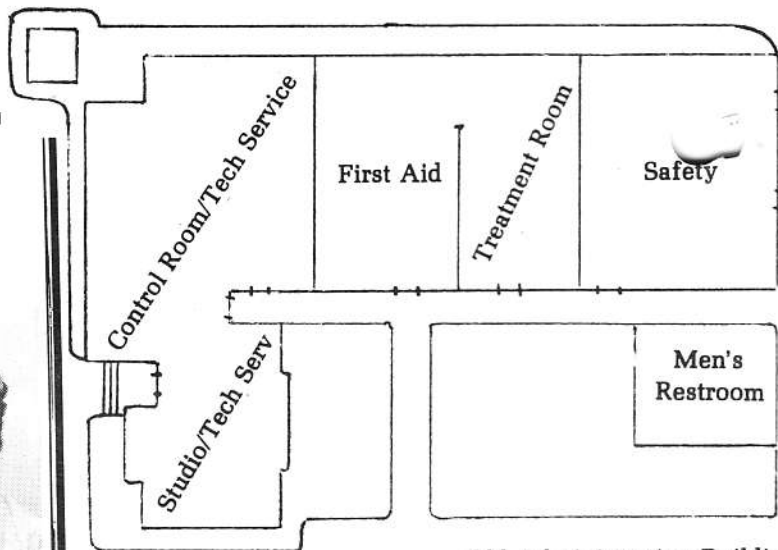 Control Room/Tech Service
First Aid
Treatment Room
Safety
Studio/Tech Serv
Men's
Restroom